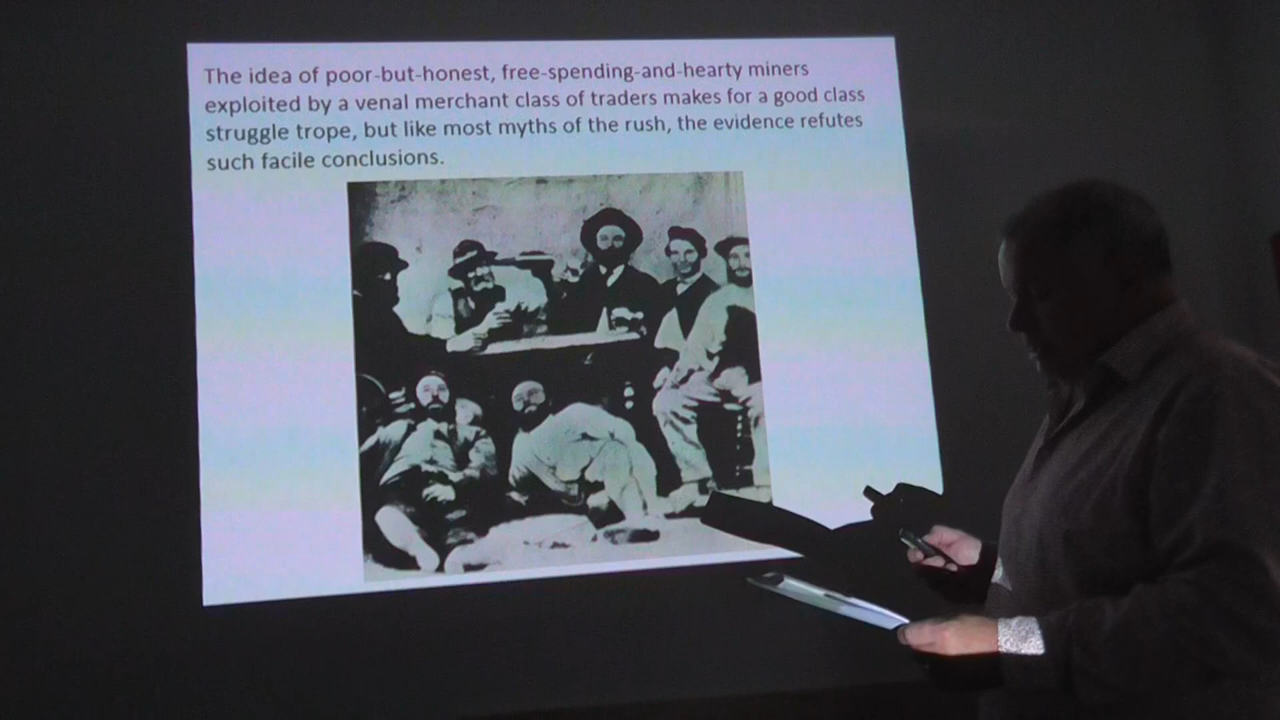 The idea of poor-but-honest, free-spending-and-hearty miners
exploited by a venal merchant class of traders makes for a good class
struggle trope, but like most myths of the rush, the evidence refutes
such facile conclusions.